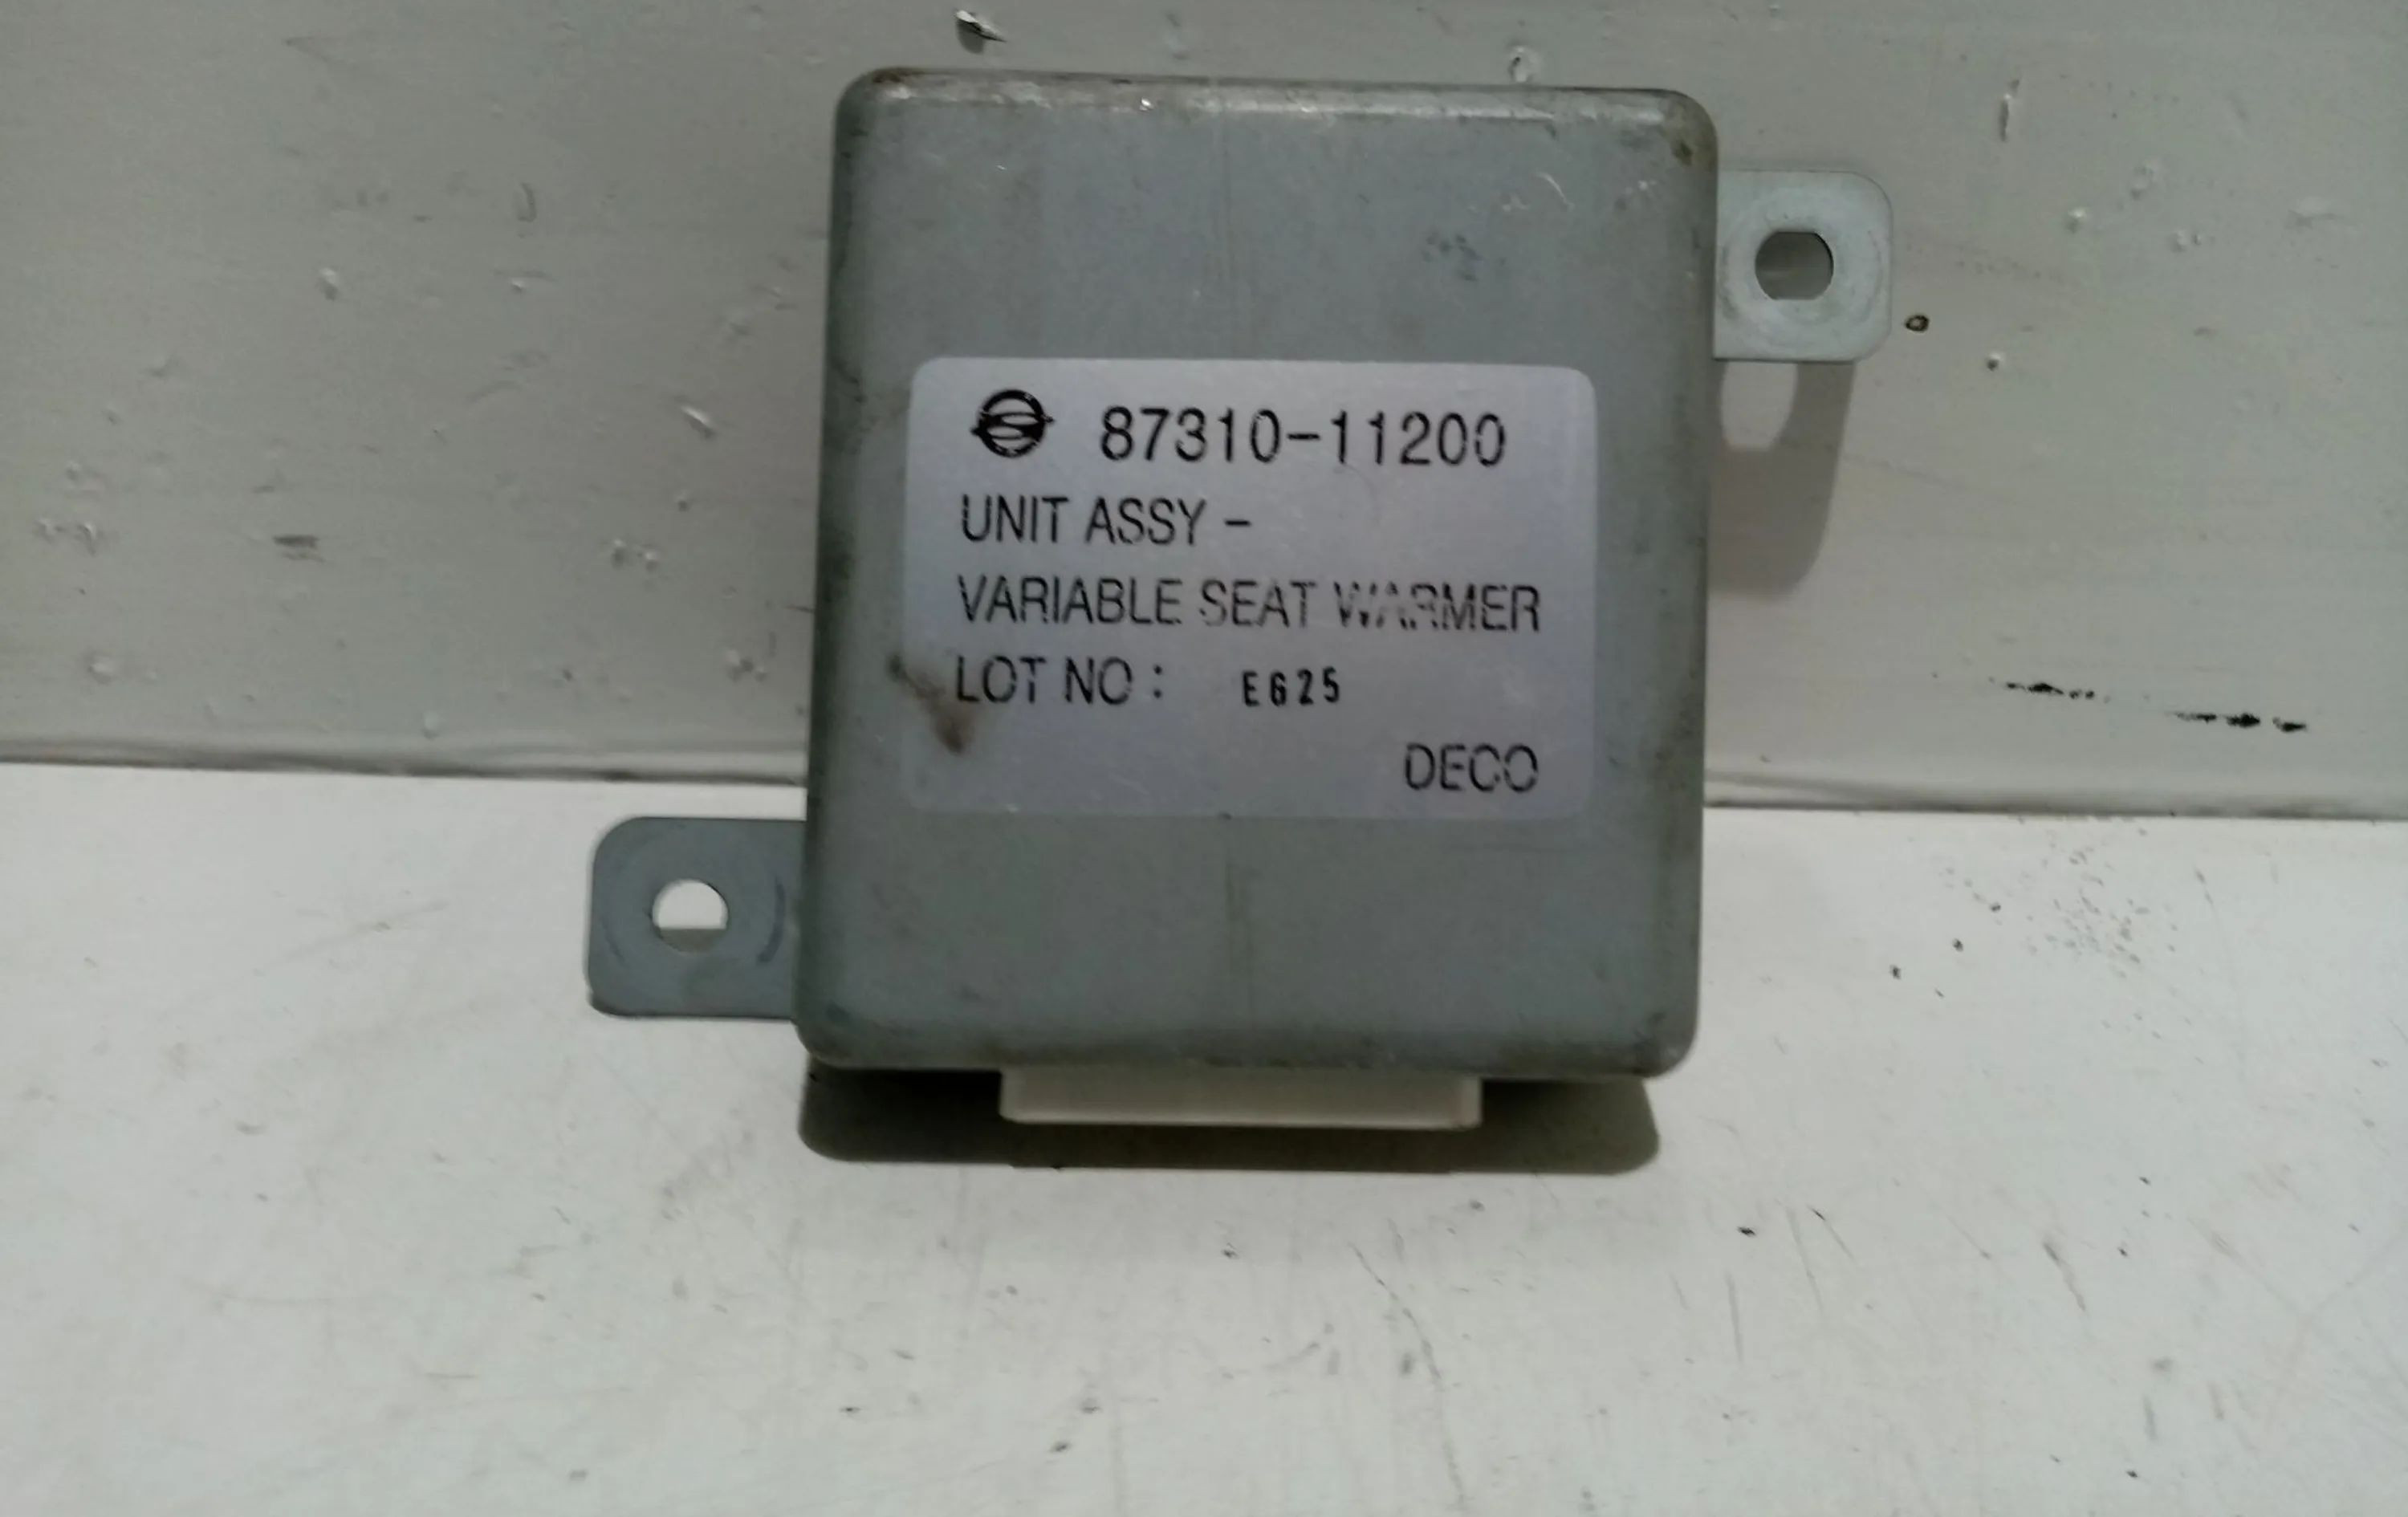 87310-11200
UNIT ASSY -
VARIABLE SEAT WARMER
LOT NO : E625
DECO